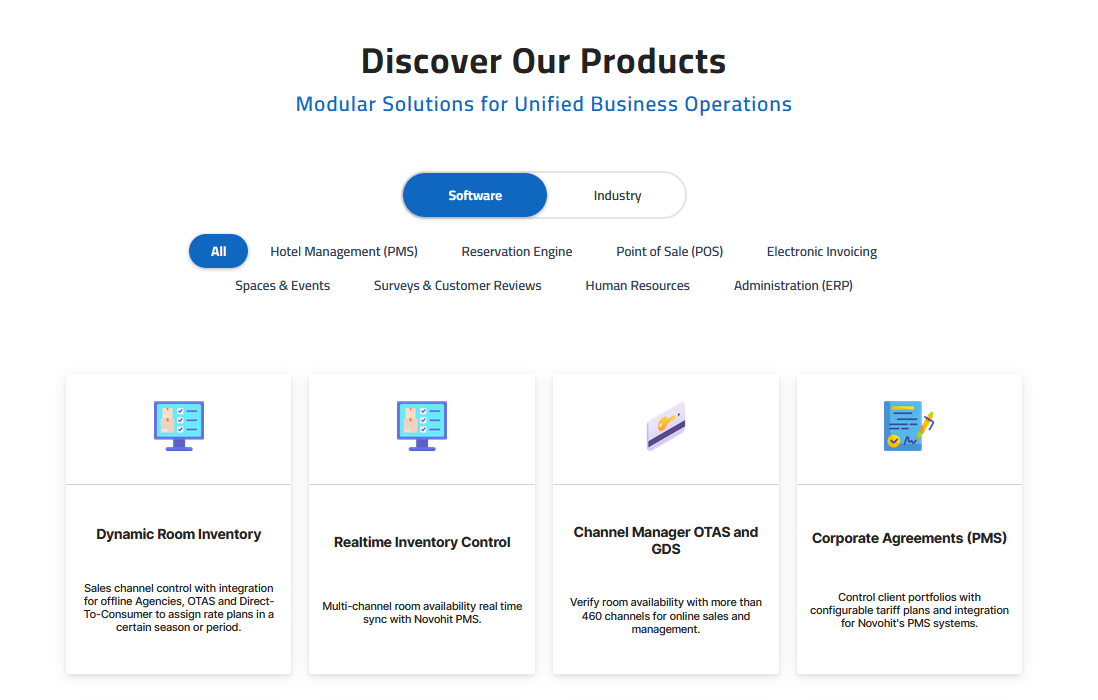 Discover Our Products
Modular Solutions for Unified Business Operations
Software
Industry
All
Hotel Management (PMS)
Reservation Engine
Point of Sale (POS)
Electronic Invoicing
Spaces & Events
Surveys & Customer Reviews
Human Resources
Administration (ERP)
Dynamic Room Inventory
Sales channel control with integration
for offline Agencies, OTAS and Direct-
To-Consumer to assign rate plans in a
certain season or period.
Realtime Inventory Control
Multi-channel room availability real time
sync with Novohit PMS.
Channel Manager OTAS and
GDS
Verify room availability with more than
460 channels for online sales and
management.
Corporate Agreements (PMS)
Control client portfolios with
configurable tariff plans and integration
for Novohit's PMS systems.